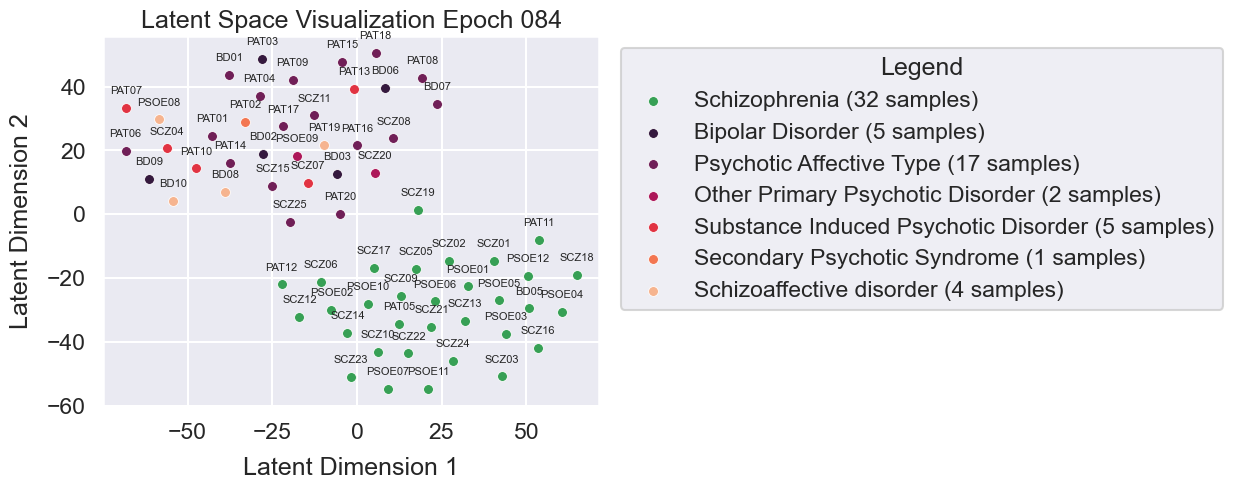 Latent Space Visualization Epoch 084
PAT18
PAT03
PAT15
BD01
PAT09
PAT08
PAT13
BD06
PAT04
BD07
PAT07
PSOE08
PAT02
SCZ11
PAT17
PAT01
SCZ04
PAT19
PAT16
SCZ08
PAT06
BD02
PSOE09
PAT14
PAT10
BD03
SCZ20
BD09
SCZ15
SCZ07
BD08
BD10
PAT20
SCZ19
SCZ25
PAT11
SCZ17
SCZ05
SCZ02
SCZ01
PAT12
SCZ06
SCZ09
PSOE01
PSOE12
SCZ18
SCZ12
PSOE02
PSOE10
PSOE06
PSOE05
BD05
PSOE04
SCZ14
PAT05
SCZ21
SCZ13
PSOE03
SCZ10
SCZ22
SCZ24
SCZ16
SCZ23
PSOE07
PSOE11
SCZ03
40
20
0
−20
−40
−60
−50
−25
0
25
50
Latent Dimension 2
Latent Dimension 1
Legend
Schizophrenia (32 samples)
Bipolar Disorder (5 samples)
Psychotic Affective Type (17 samples)
Other Primary Psychotic Disorder (2 samples)
Substance Induced Psychotic Disorder (5 samples)
Secondary Psychotic Syndrome (1 samples)
Schizoaffective disorder (4 samples)